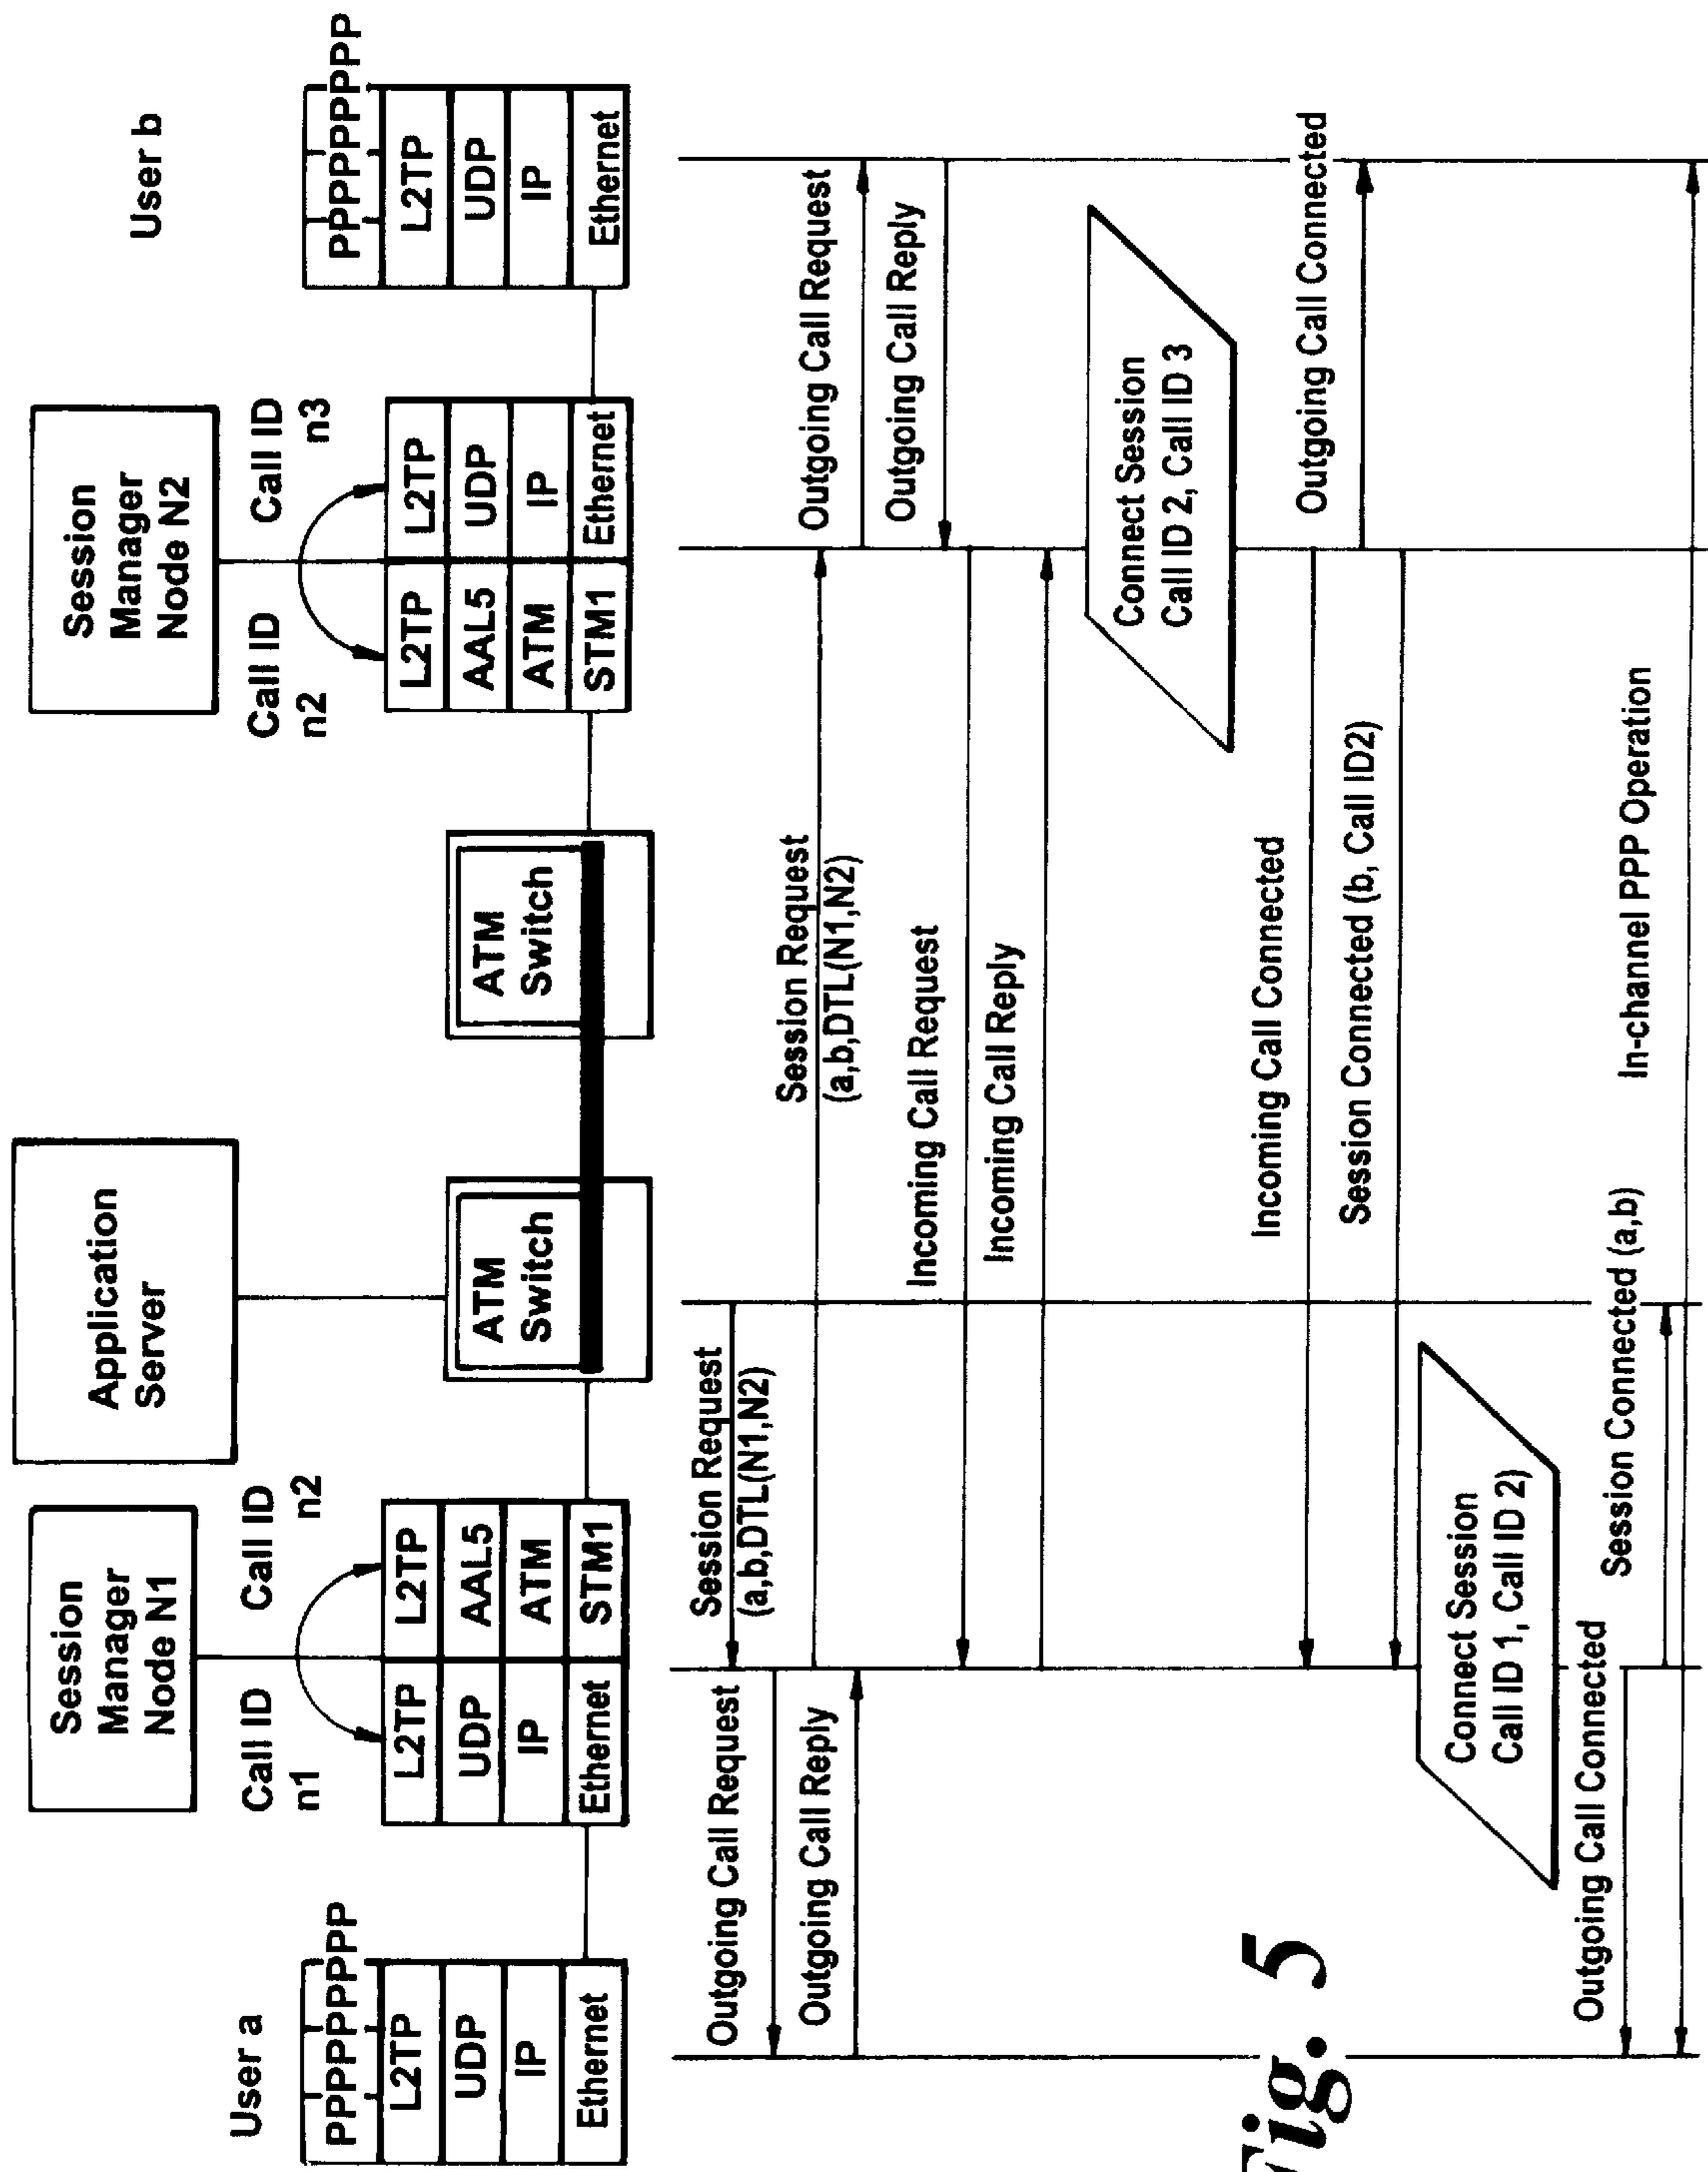 User a
PPPPPPPPP
L2TP
UDP
IP
Ethernet
Session
Manager
Node N1
Call ID
n1
Call ID
n2
L2TP
L2TP
UDP
AAL5
IP
ATM
Ethernet
STM1
Application
Server
ATM
Switch
ATM
Switch
Session
Manager
Node N2
Call ID
n2
Call ID
n3
L2TP
L2TP
AAL5
UDP
ATM
IP
STM1
Ethernet
User b
PPPPPPPPP
L2TP
UDP
IP
Ethernet
Session Request
(a,b,DTL(N1,N2)
Outgoing Call Request
Outgoing Call Reply
Session Request
(a,b,DTL(N1,N2)
Outgoing Call Request
Outgoing Call Reply
Incoming Call Request
Incoming Call Reply
Connect Session
Call ID 2, Call ID 3
Incoming Call Connected
Outgoing Call Connected
Session Connected (b, Call ID2)
Connect Session
Call ID 1, Call ID 2)
Outgoing Call Connected
Session Connected (a,b)
In-channel PPP Operation
Fig. 5